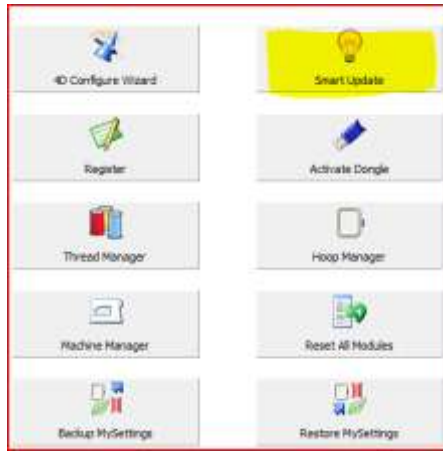 4D Configure Wizard
Smart Update
Register
Activate Dongle
Thread Manager
Hoop Manager
Machine Manager
Reset All Modules
Backup MySettings
Restore MySettings